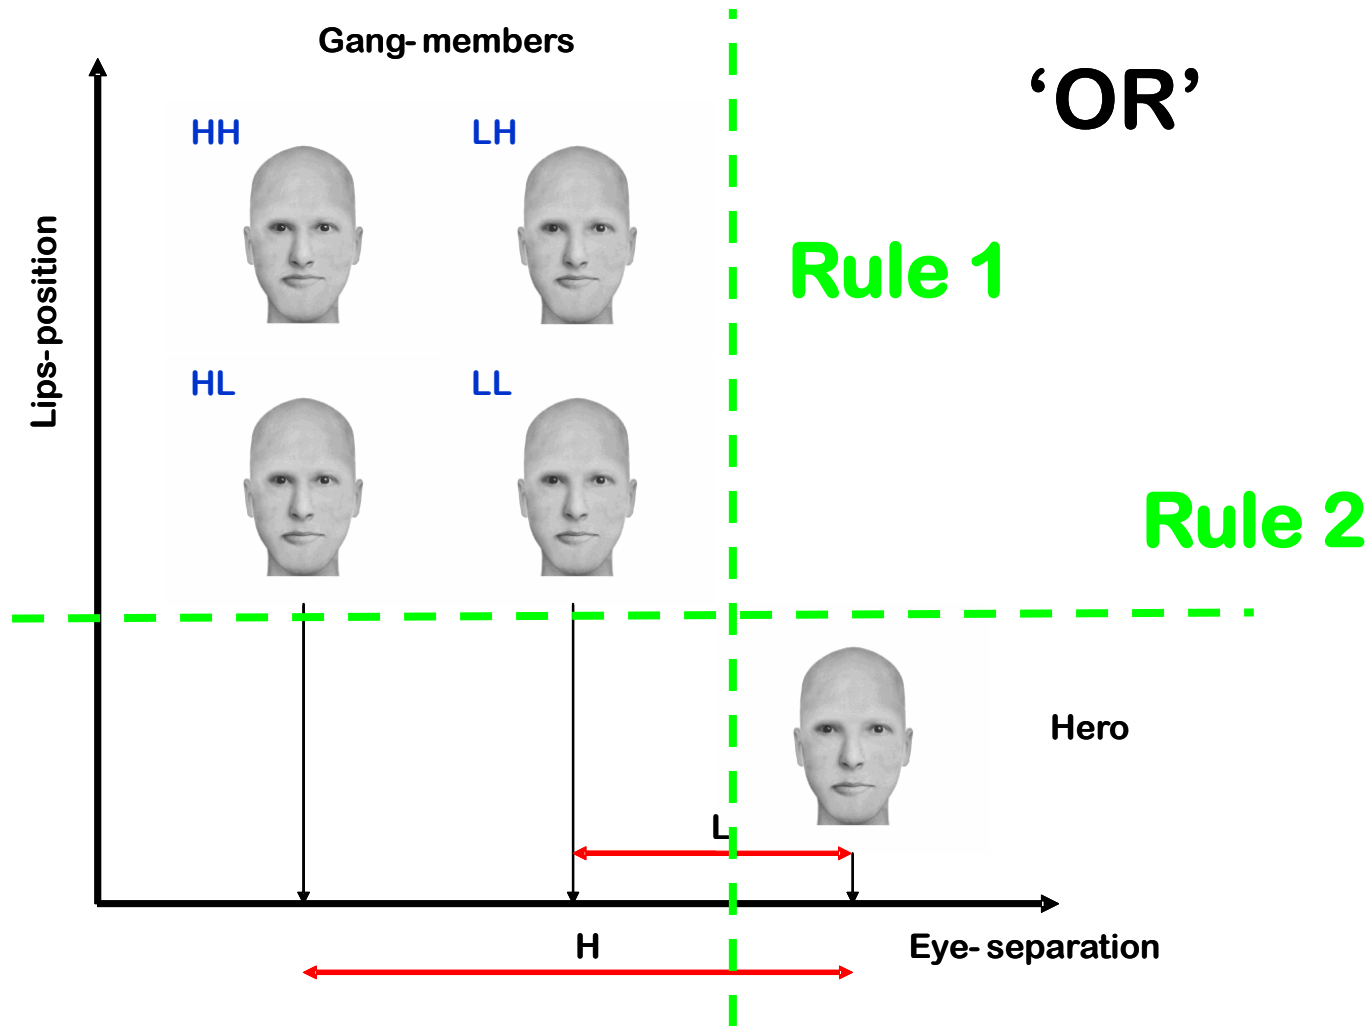 Gang- members
‘OR’
HH
LH
Rule 1
Lips-position
HL
LL
Rule 2
Hero
L
H
Eye- separation